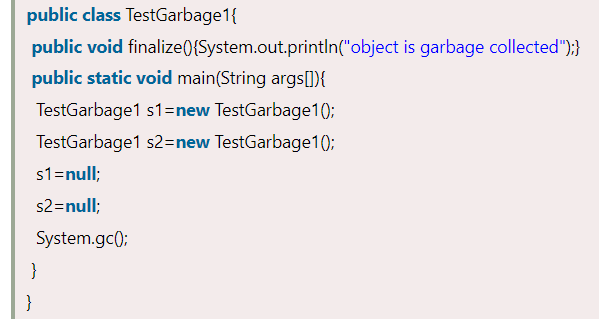 public class TestGarbage1{
public void finalize(){System.out.println("object is garbage collected");}
public static void main(String args[]){
TestGarbage1 s1=new TestGarbage1();
TestGarbage1 s2=new TestGarbage1();
s1=null;
s2=null;
System.gc();
}
}